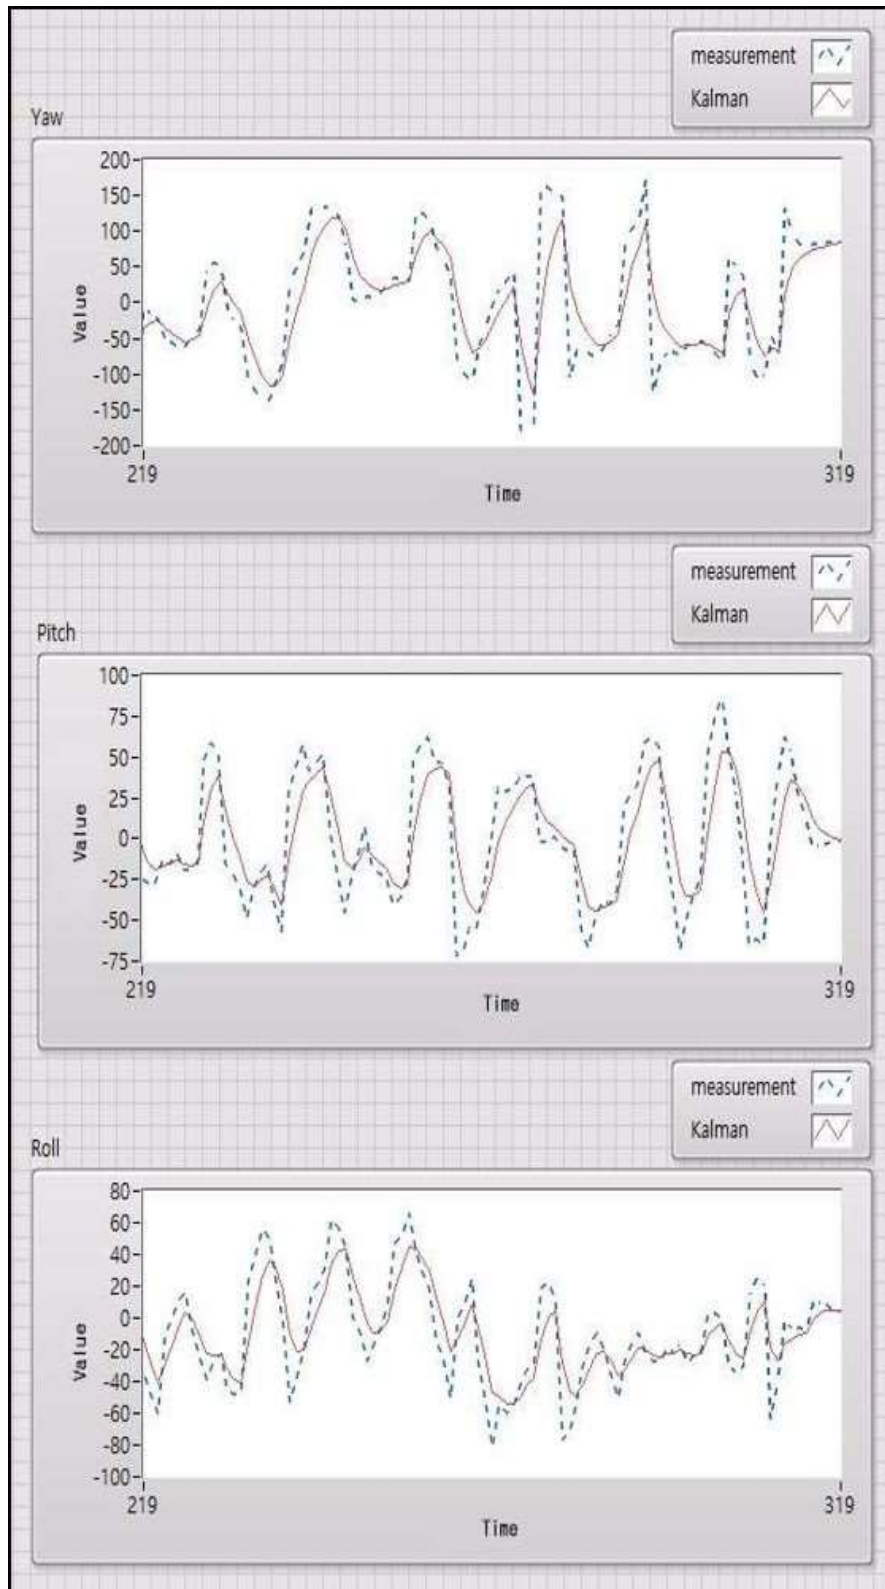 measurement
Kalman
Yaw
200
150
100
50
0
-50
-100
-150
-200
Value
219
319
Time
measurement
Kalman
Pitch
100
75
50
25
0
-25
-50
-75
Value
219
319
Time
measurement
Kalman
Roll
80
60
40
20
0
-20
-40
-60
-80
-100
Value
219
319
Time